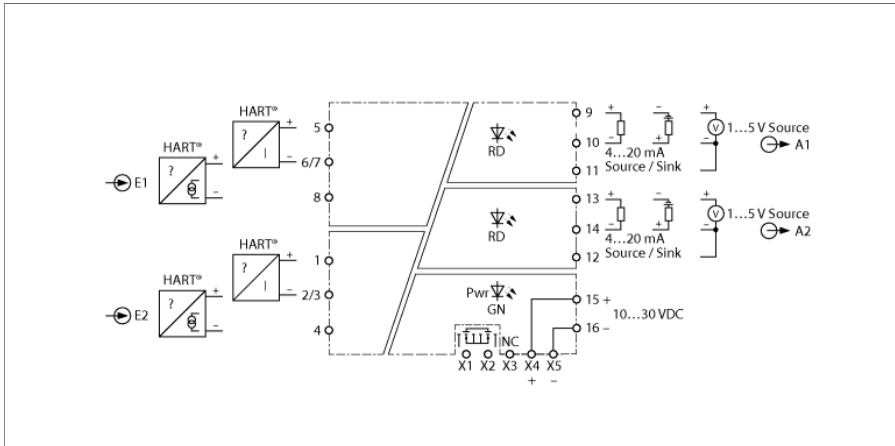 HART®
?
I
+
–
5
6/7
8
HART®
?
+
–
E1
HART®
?
I
+
–
1
2/3
4
HART®
?
+
–
E2
RD
9
10
11
+
–
–
+
4…20 mA
Source / Sink
+
–
V
1…5 V Source
A1
RD
13
14
12
+
–
–
+
4…20 mA
Source / Sink
+
–
V
1…5 V Source
A2
Pwr
GN
15 +
16 –
10…30 VDC
NC
X1 X2 X3 X4 X5
+ –